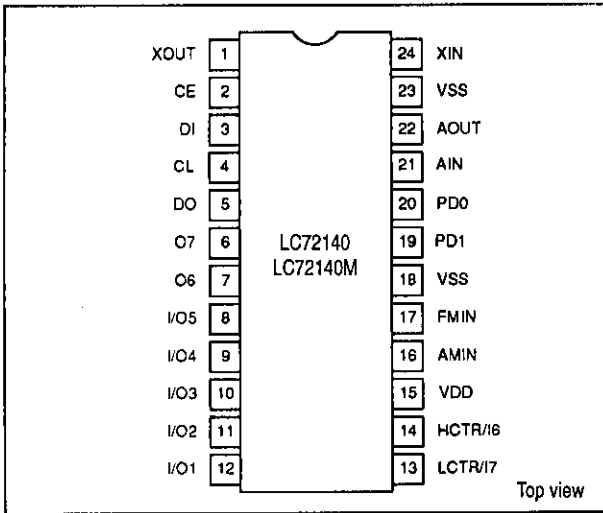 XOUT 1 24 XIN
CE 2 23 VSS
DI 3 22 AOUT
CL 4 21 AIN
DO 5 20 PD0
O7 6 LC72140 19 PD1
O6 7 LC72140M 18 VSS
I/O5 8 17 FMIN
I/O4 9 16 AMIN
I/O3 10 15 VDD
I/O2 11 14 HCTR/I6
I/O1 12 13 LCTR/I7
Top view